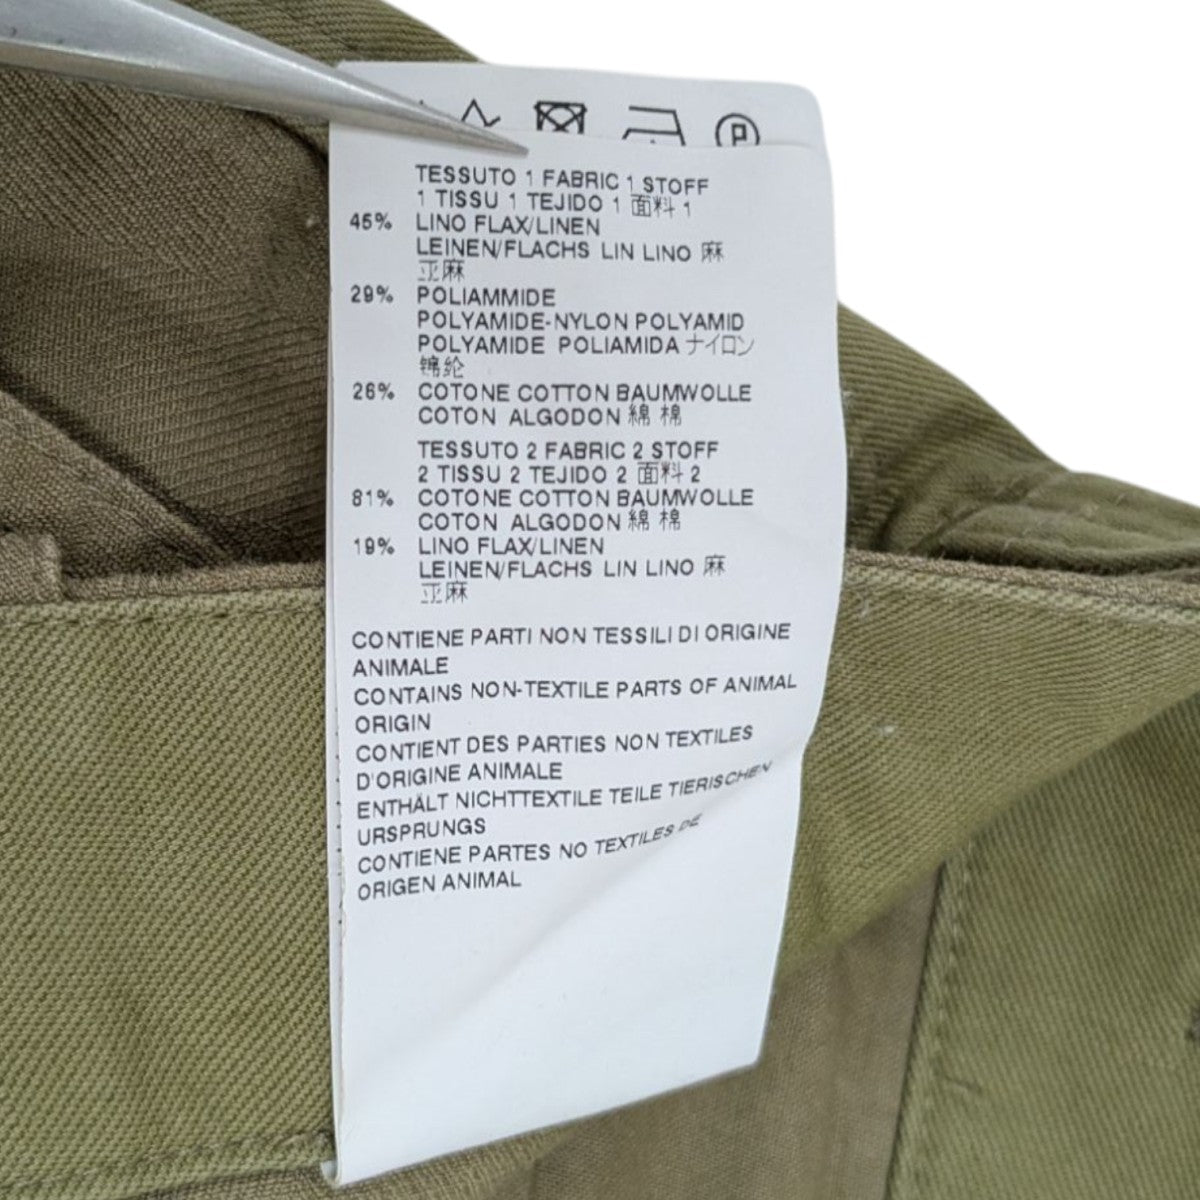 P
TESSUTO 1 FABRIC 1 STOFF
1 TISSU 1 TEJIDO 1 面料 1
45% LINO FLAX/LINEN
LEINEN/FLACHS LIN LINO 麻
亚麻
29% POLIAMMIDE
POLYAMIDE-NYLON POLYAMID
POLYAMIDE POLIAMIDA ナイロン
锦纶
26% COTONE COTTON BAUMWOLLE
COTON ALGODON 綿 棉
TESSUTO 2 FABRIC 2 STOFF
2 TISSU 2 TEJIDO 2 面料 2
81% COTONE COTTON BAUMWOLLE
COTON ALGODON 綿 棉
19% LINO FLAX/LINEN
LEINEN/FLACHS LIN LINO 麻
亚麻
CONTIENE PARTI NON TESSILI DI ORIGINE
ANIMALE
CONTAINS NON-TEXTILE PARTS OF ANIMAL
ORIGIN
CONTIENT DES PARTIES NON TEXTILES
D'ORIGINE ANIMALE
ENTHÄLT NICHTTEXTILE TEILE TIERISCHEN
URSPRUNGS
CONTIENE PARTES NO TEXTILES DE
ORIGEN ANIMAL